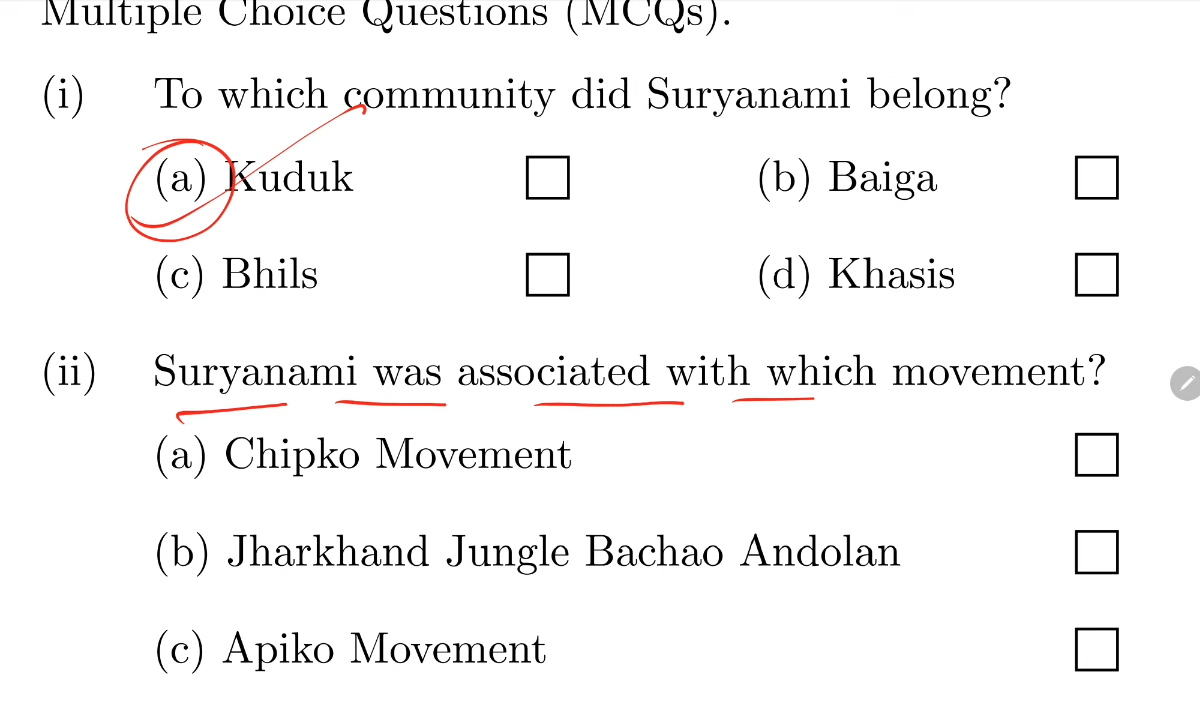 Multiple Choice Questions (MCQs).
(i) To which community did Suryanami belong?
(a) Kuduk (b) Baiga
(c) Bhils (d) Khasis
(ii) Suryanami was associated with which movement?
(a) Chipko Movement
(b) Jharkhand Jungle Bachao Andolan
(c) Apiko Movement